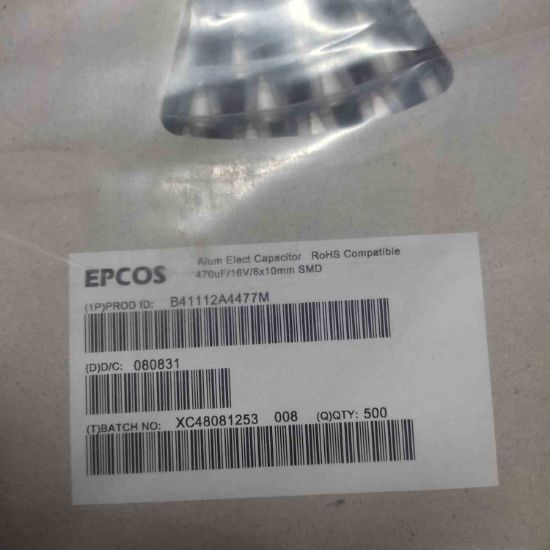 Alum Elect Capacitor RoHS Compatible
EPCOS 470uF/16V/8x10mm SMD
(1P)PROD ID: B41112A4477M
(D)D/C: 080831
(T)BATCH NO: XC48081253 008 (Q)QTY: 500